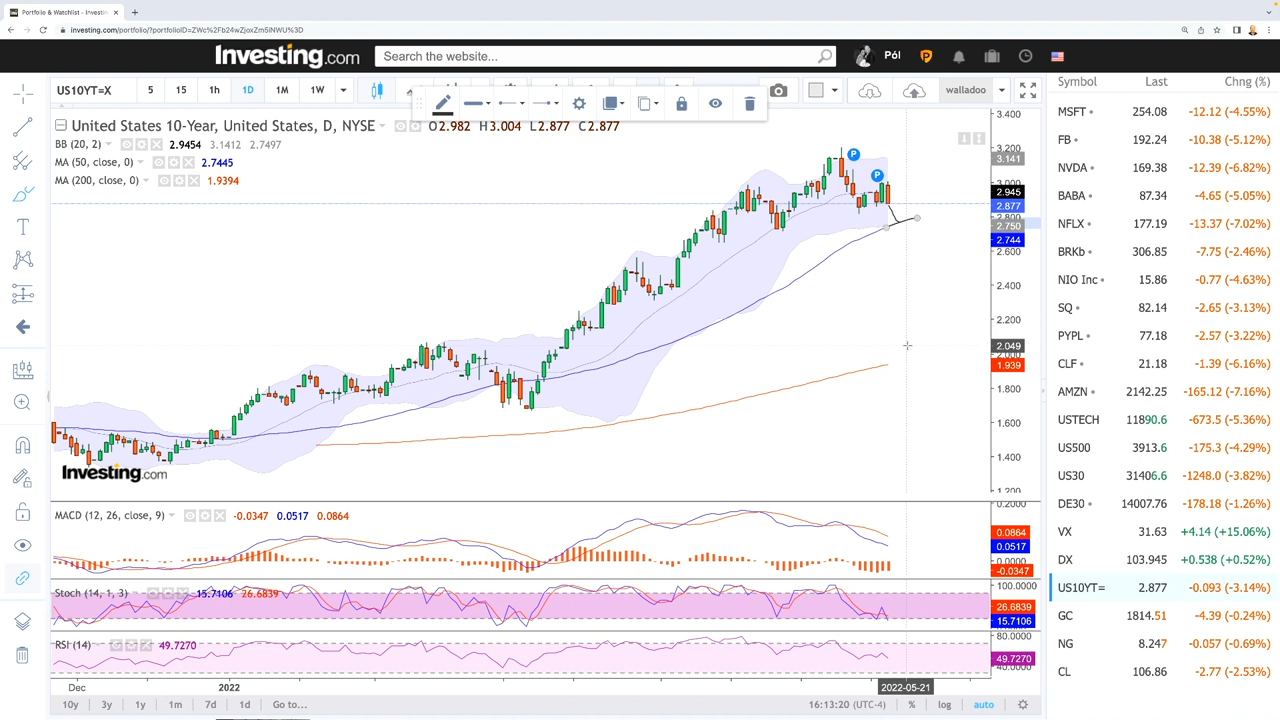 Portfolio & Watchlist - Investin
investing.com/portfolio/?portfolioID=ZWc%2Fb24wZjoxZm5iNWU%3D
Investing.com
Search the website...
Pól
US10YT=X 5 15 1h 1D 1M 1W
walladoo
United States 10-Year, United States, D, NYSE O2.982 H3.004 L2.877 C2.877
BB (20, 2) 2.9454 3.1412 2.7497
MA (50, close, 0) 2.7445
MA (200, close, 0) 1.9394
P
P
3.400
3.200
3.141
3.000
2.945
2.877
2.800
2.750
2.744
2.600
2.400
2.200
2.049
2.000
1.939
1.800
1.600
1.400
1.200
Investing.com
MACD (12, 26, close, 9) -0.0347 0.0517 0.0864
0.2000
0.0864
0.0517
-0.0347
Stoch (14, 1, 3) 15.7106 26.6839
100.0000
26.6839
15.7106
RSI (14) 49.7270
80.0000
49.7270
40.0000
Dec 2022 2022-05-21
10y 3y 1y 1m 7d 1d Go to... 16:13:20 (UTC-4) % log auto
Symbol Last Chng (%)
MSFT 254.08 -12.12 (-4.55%)
FB 192.24 -10.38 (-5.12%)
NVDA 169.38 -12.39 (-6.82%)
BABA 87.34 -4.65 (-5.05%)
NFLX 177.19 -13.37 (-7.02%)
BRKb 306.85 -7.75 (-2.46%)
NIO Inc 15.86 -0.77 (-4.63%)
SQ 82.14 -2.65 (-3.13%)
PYPL 77.18 -2.57 (-3.22%)
CLF 21.18 -1.39 (-6.16%)
AMZN 2142.25 -165.12 (-7.16%)
USTECH 11890.6 -673.5 (-5.36%)
US500 3913.6 -175.3 (-4.29%)
US30 31406.6 -1248.0 (-3.82%)
DE30 14007.76 -178.18 (-1.26%)
VX 31.63 +4.14 (+15.06%)
DX 103.945 +0.538 (+0.52%)
US10YT= 2.877 -0.093 (-3.14%)
GC 1814.51 -4.39 (-0.24%)
NG 8.247 -0.057 (-0.69%)
CL 106.86 -2.77 (-2.53%)